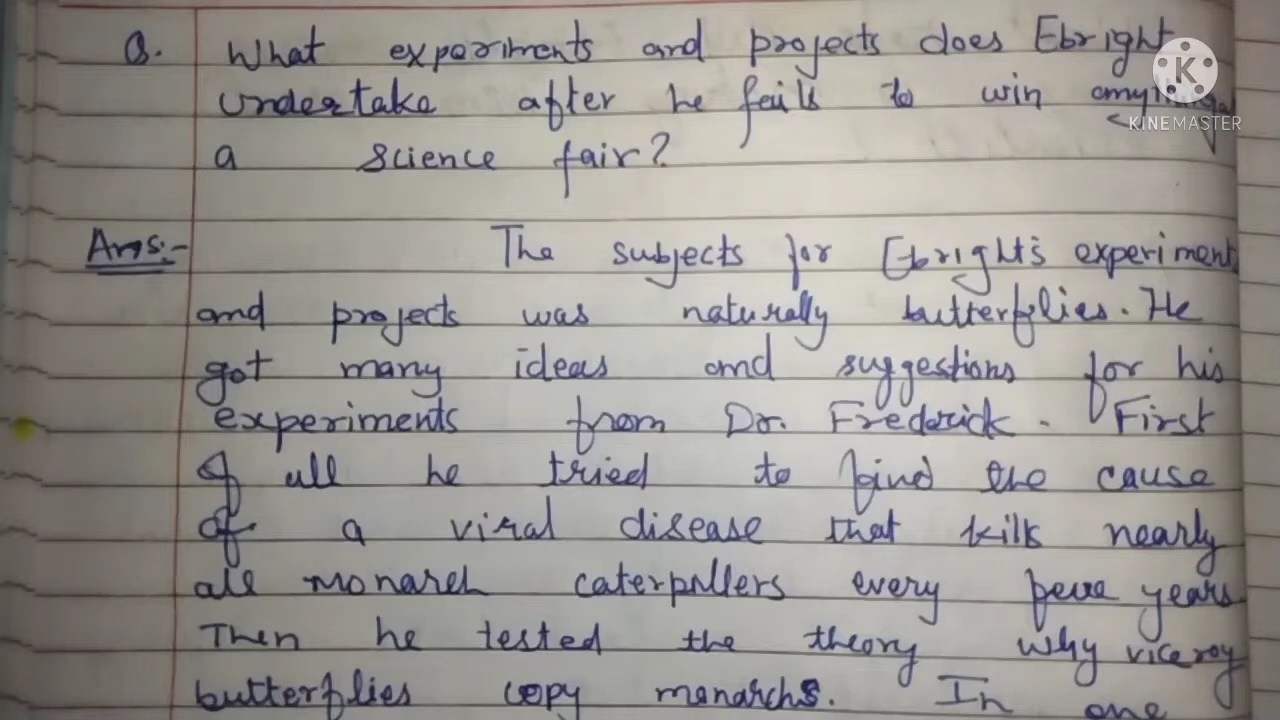 Q. What experiments and projects does Ebright
K
undertake after he fails to win anything
KINEMASTER
a science fair?
Ans:- The subjects for Ebright's experiment
and projects was naturally butterflies. He
got many ideas and suggestions for his
experiments from Dr. Frederick. First
of all he tried to find the cause
of a viral disease that kills nearly
all monarch caterpillers every few years
Then he tested the theory why viceroy
butterflies copy monarchs. In one